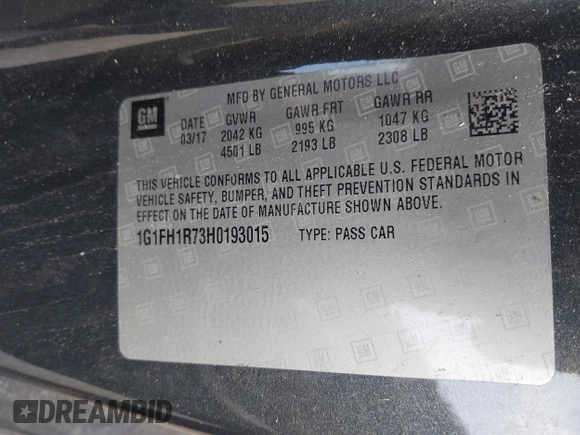 MFD BY GENERAL MOTORS LLC
GM
DATE GVWR GAWR FRT GAWR RR
03/17 2042 KG 995 KG 1047 KG
4501 LB 2193 LB 2308 LB
THIS VEHICLE CONFORMS TO ALL APPLICABLE U.S. FEDERAL MOTOR
VEHICLE SAFETY, BUMPER, AND THEFT PREVENTION STANDARDS IN
EFFECT ON THE DATE OF MANUFACTURE SHOWN ABOVE.
1G1FH1R73H0193015 TYPE: PASS CAR
DREAMBID